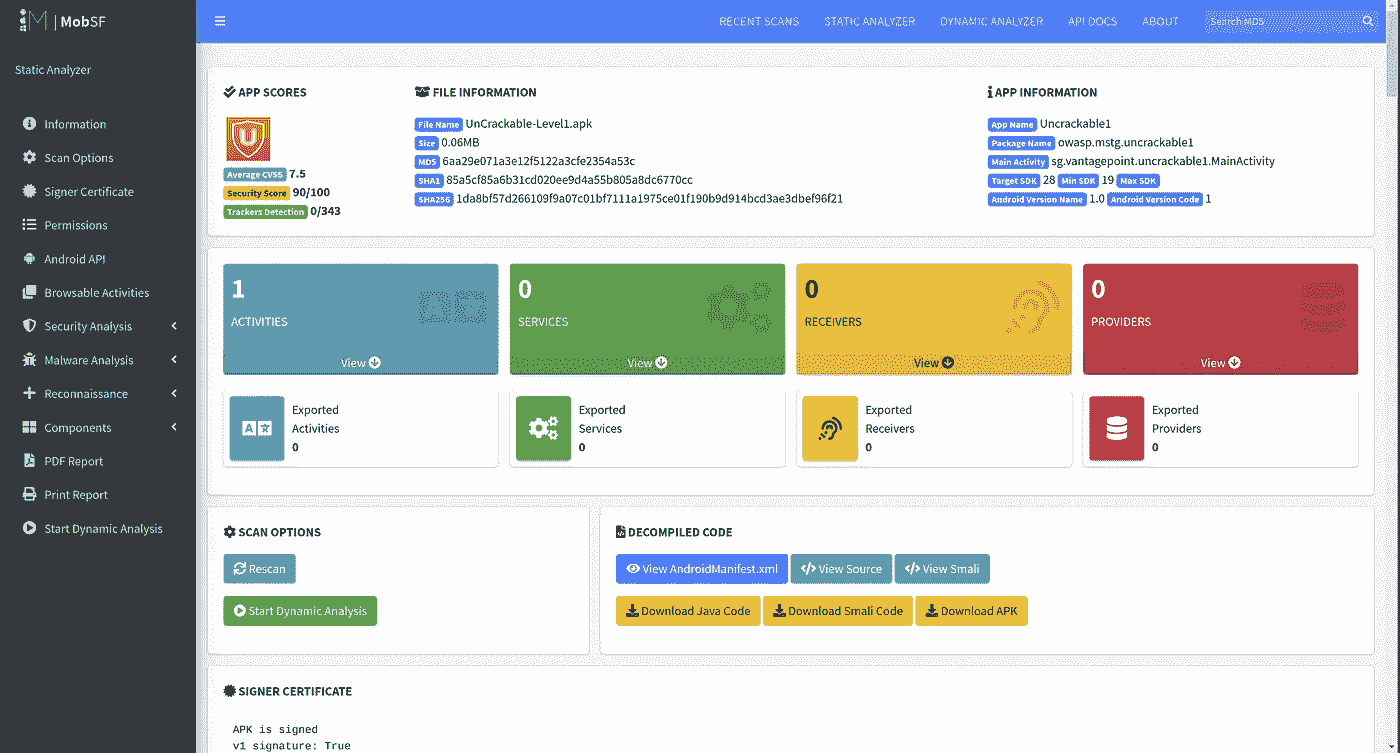 M | MobSF
RECENT SCANS STATIC ANALYZER DYNAMIC ANALYZER API DOCS ABOUT Search MD5
Static Analyzer
Information
Scan Options
Signer Certificate
Permissions
Android API
Browsable Activities
Security Analysis
Malware Analysis
Reconnaissance
Components
PDF Report
Print Report
Start Dynamic Analysis
APP SCORES
U
Average CVSS 7.5
Security Score 90/100
Trackers Detection 0/343
FILE INFORMATION
File Name UnCrackable-Level1.apk
Size 0.06MB
MD5 6aa29e071a3e12f5122a3cfe2354a53c
SHA1 85a5cf85a6b31cd020ee9d4a55b805a8dc6770cc
SHA256 1da8bf57d266109f9a07c01bf7111a1975ce01f190b9d914bcd3ae3dbef96f21
APP INFORMATION
App Name Uncrackable1
Package Name owasp.mstg.uncrackable1
Main Activity sg.vantagepoint.uncrackable1.MainActivity
Target SDK 28 Min SDK 19 Max SDK
Android Version Name 1.0 Android Version Code 1
1
ACTIVITIES
View
0
SERVICES
View
0
RECEIVERS
View
0
PROVIDERS
View
Exported
Activities
0
Exported
Services
0
Exported
Receivers
0
Exported
Providers
0
SCAN OPTIONS
Rescan
Start Dynamic Analysis
DECOMPILED CODE
View AndroidManifest.xml View Source View Smali
Download Java Code Download Smali Code Download APK
SIGNER CERTIFICATE
APK is signed
v1 signature: True